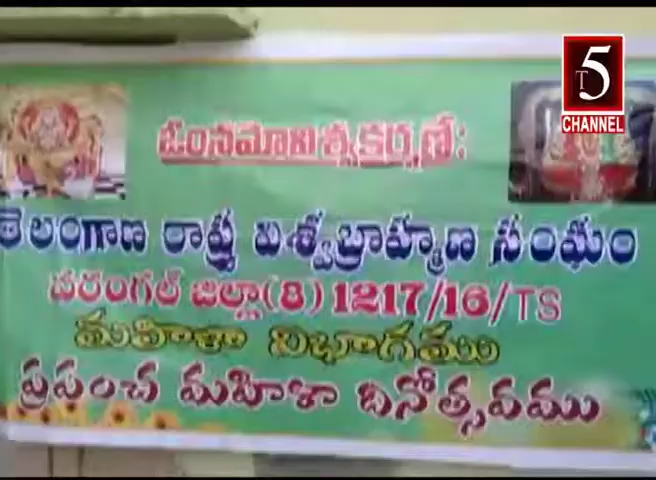 T5
CHANNEL
ఓంనమోవిశ్వకర్మణే:
తెలంగాణ రాష్ట్ర విశ్వబ్రాహ్మణ సంఘం
వరంగల్ జిల్లా(8) 1217/16/TS
మహిళా విభాగము
ప్రపంచ మహిళా దినోత్సవము